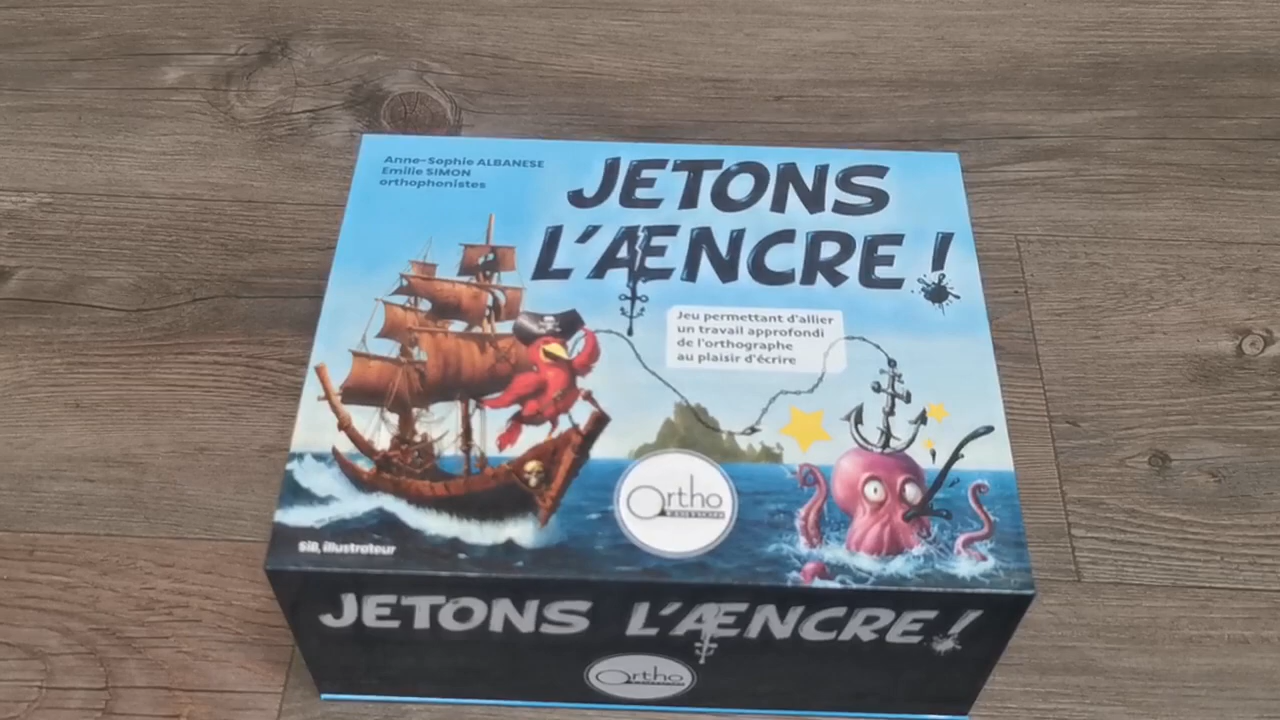 Anne-Sophie ALBANESE
Emilie SIMON
orthophonistes
JETONS
L'ÆNCRE !
Jeu permettant d'allier
un travail approfondi
de l'orthographe
au plaisir d'écrire
Ortho
SiB, illustrateur
JETONS L'ÆNCRE !
Ortho